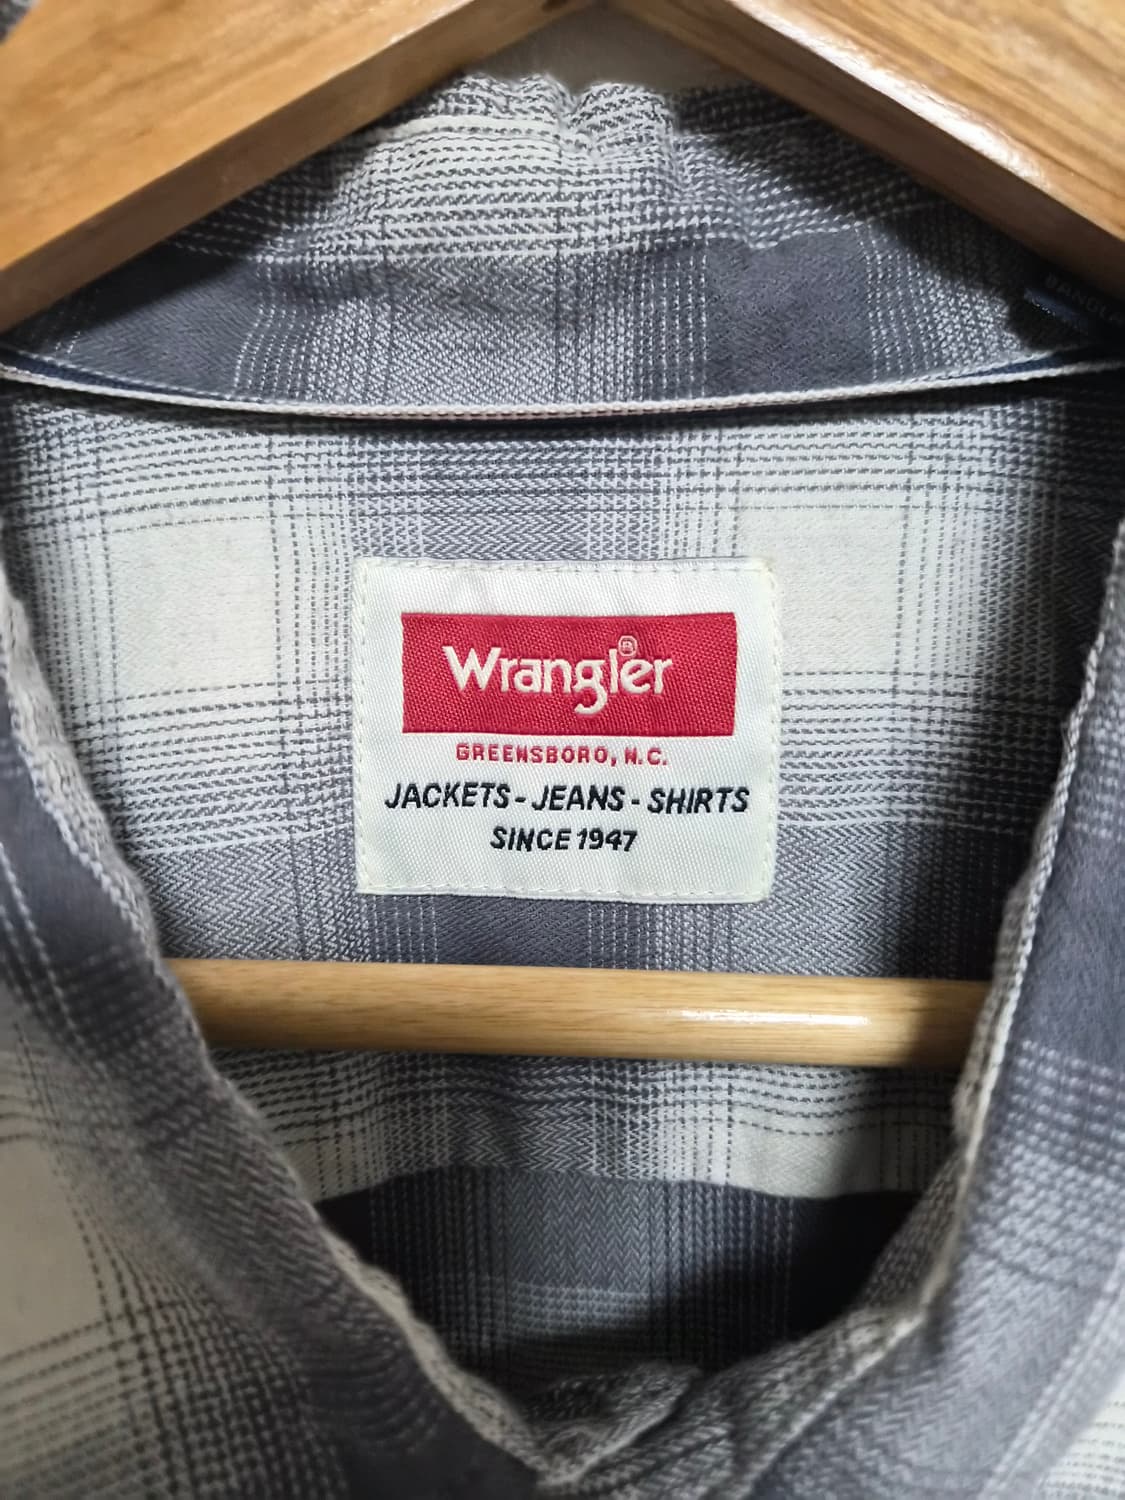 Wrangler®
GREENSBORO, N.C.
JACKETS - JEANS - SHIRTS
SINCE 1947